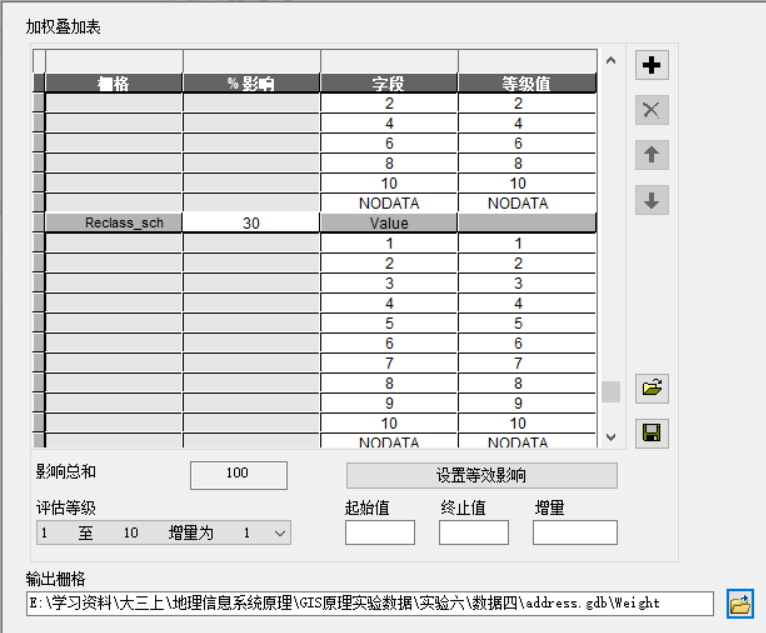 加权叠加表
栅格 % 影响 字段 等级值
2 2
4 4
6 6
8 8
10 10
NODATA NODATA
Reclass_sch 30 Value
1 1
2 2
3 3
4 4
5 5
6 6
7 7
8 8
9 9
10 10
NODATA NODATA
影响总和 100 设置等效影响
评估等级 起始值 终止值 增量
1 至 10 增量为 1
输出栅格
E:\学习资料\大三上\地理信息系统原理\GIS原理实验数据\实验六\数据四\address.gdb\Weight